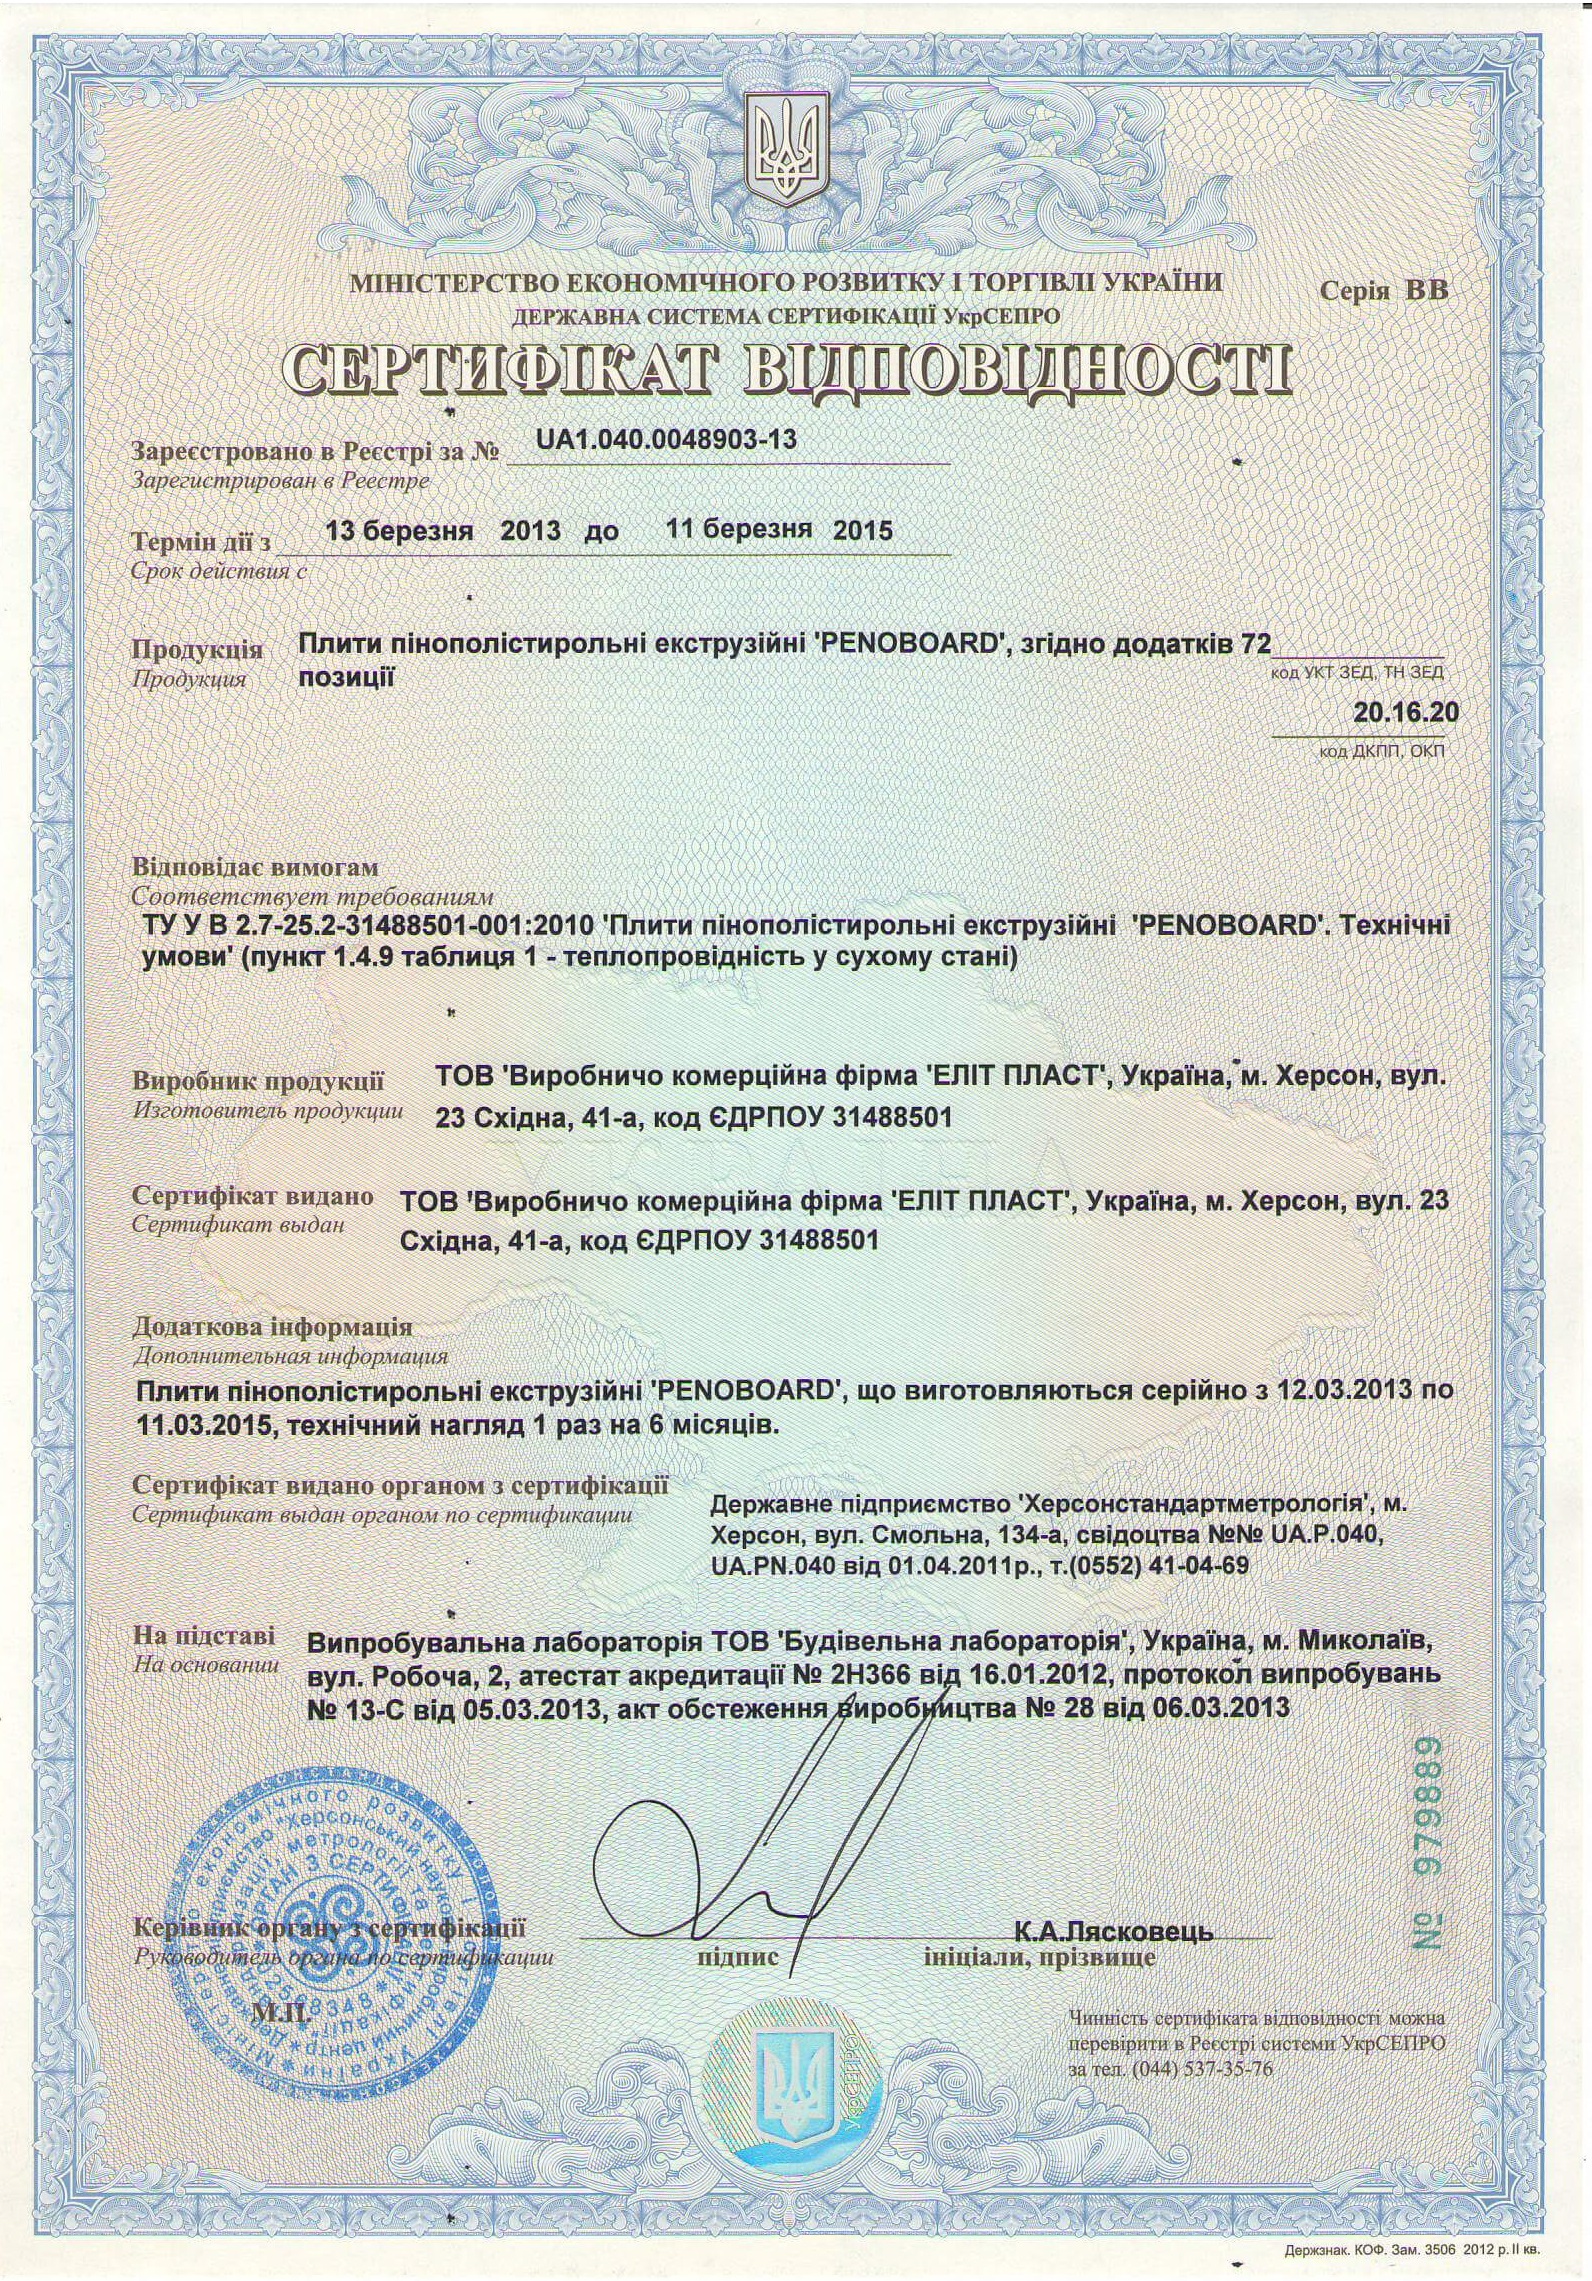 МІНІСТЕРСТВО ЕКОНОМІЧНОГО РОЗВИТКУ І ТОРГІВЛІ УКРАЇНИ
Серія ВВ
ДЕРЖАВНА СИСТЕМА СЕРТИФІКАЦІЇ УкрСЕПРО
СЕРТИФІКАТ ВІДПОВІДНОСТІ
Зареєстровано в Реєстрі за № UA1.040.0048903-13
Зарегистрирован в Реестре
Термін дії з 13 березня 2013 до 11 березня 2015
Срок действия с
Продукція Плити пінополістирольні екструзійні 'PENOBOARD', згідно додатків 72
Продукция позиції
код УКТ ЗЕД, ТН ЗЕД
20.16.20
код ДКПП, ОКП
Відповідає вимогам
Соответствует требованиям
ТУ У В 2.7-25.2-31488501-001:2010 'Плити пінополістирольні екструзійні 'PENOBOARD'. Технічні
умови' (пункт 1.4.9 таблиця 1 - теплопровідність у сухому стані)
Виробник продукції ТОВ 'Виробничо комерційна фірма 'ЕЛІТ ПЛАСТ', Україна, м. Херсон, вул.
Изготовитель продукции 23 Східна, 41-а, код ЄДРПОУ 31488501
Сертифікат видано ТОВ 'Виробничо комерційна фірма 'ЕЛІТ ПЛАСТ', Україна, м. Херсон, вул. 23
Сертификат выдан Східна, 41-а, код ЄДРПОУ 31488501
Додаткова інформація
Дополнительная информация
Плити пінополістирольні екструзійні 'PENOBOARD', що виготовляються серійно з 12.03.2013 по
11.03.2015, технічний нагляд 1 раз на 6 місяців.
Сертифікат видано органом з сертифікації
Сертификат выдан органом по сертификации
Державне підприємство 'Херсонстандартметрологія', м.
Херсон, вул. Смольна, 134-а, свідоцтва №№ UA.P.040,
UA.PN.040 від 01.04.2011р., т.(0552) 41-04-69
На підставі Випробувальна лабораторія ТОВ 'Будівельна лабораторія', Україна, м. Миколаїв,
На основании вул. Робоча, 2, атестат акредитації № 2Н366 від 16.01.2012, протокол випробувань
№ 13-С від 05.03.2013, акт обстеження виробництва № 28 від 06.03.2013
№ 979889
Керівник органу з сертифікації К.А.Лясковець
Руководитель органа по сертификации підпис ініціали, прізвище
М.П.
ОРГАН З СЕРТИФІКАЦІЇ
02568348
Чинність сертифіката відповідності можна
перевірити в Реєстрі системи УкрСЕПРО
за тел. (044) 537-35-76
УкрСЕПРО
Держзнак. КОФ. Зам. 3506 2012 р. ІІ кв.